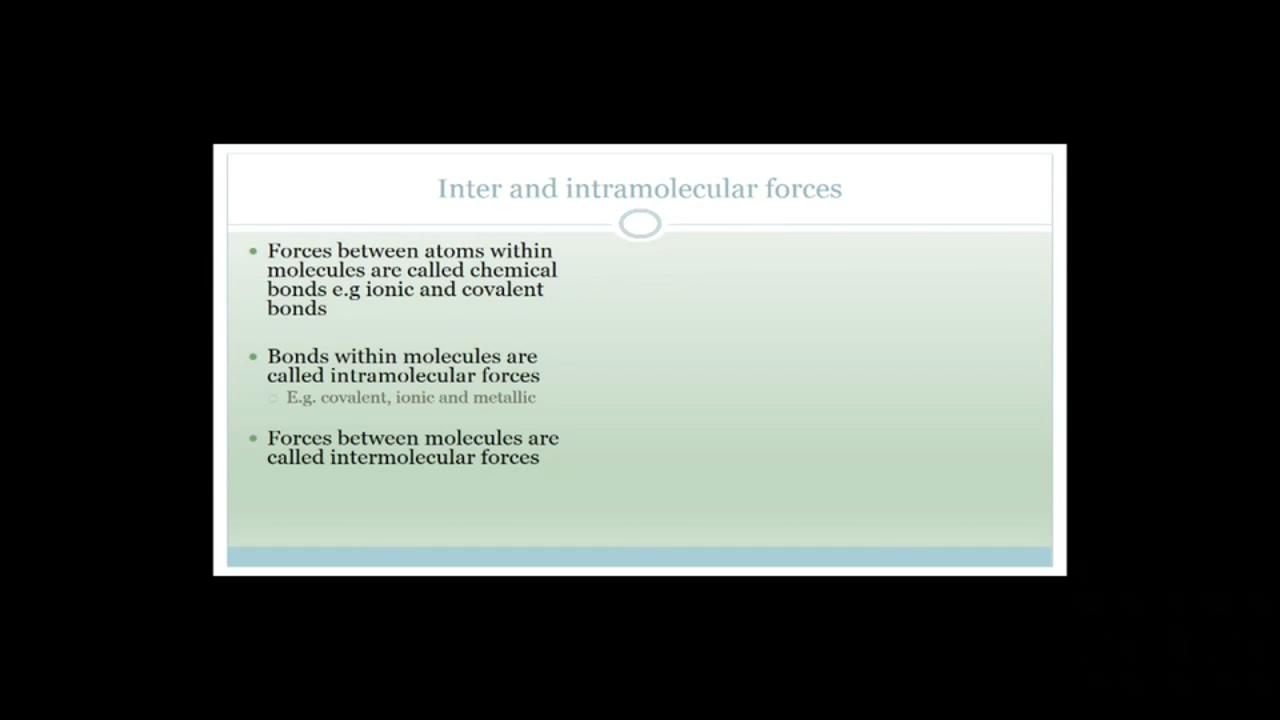 Inter and intramolecular forces
Forces between atoms within
molecules are called chemical
bonds e.g ionic and covalent
bonds
Bonds within molecules are
called intramolecular forces
E.g. covalent, ionic and metallic
Forces between molecules are
called intermolecular forces